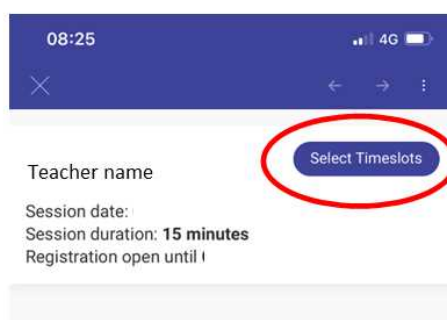 08:25
4G
Select Timeslots
Teacher name
Session date:
Session duration: 15 minutes
Registration open until